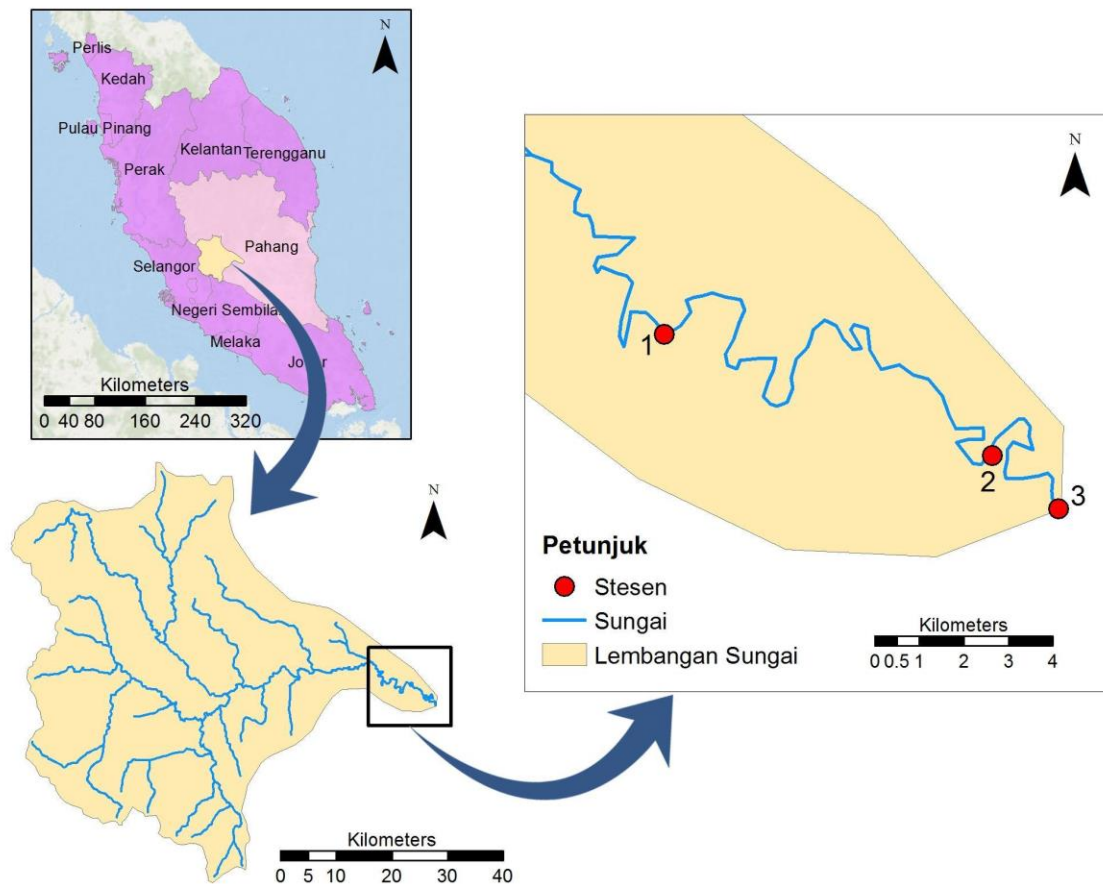 N
Perlis
Kedah
Pulau Pinang
Kelantan
Terengganu
Perak
Pahang
Selangor
Negeri Sembilan
Melaka
Kilometers
0 40 80 160 240 320
N
1
2
3
Petunjuk
Stesen
Sungai
Lembangan Sungai
Kilometers
0 0.5 1 2 3 4
N
Kilometers
0 5 10 20 30 40